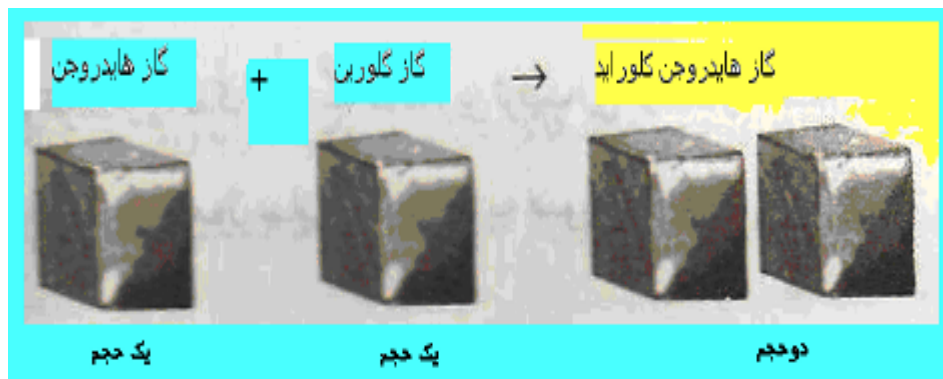 گاز هایدروجن + گاز کلورین → گاز هایدروجن کلوراید
یک حجم یک حجم دوحجم